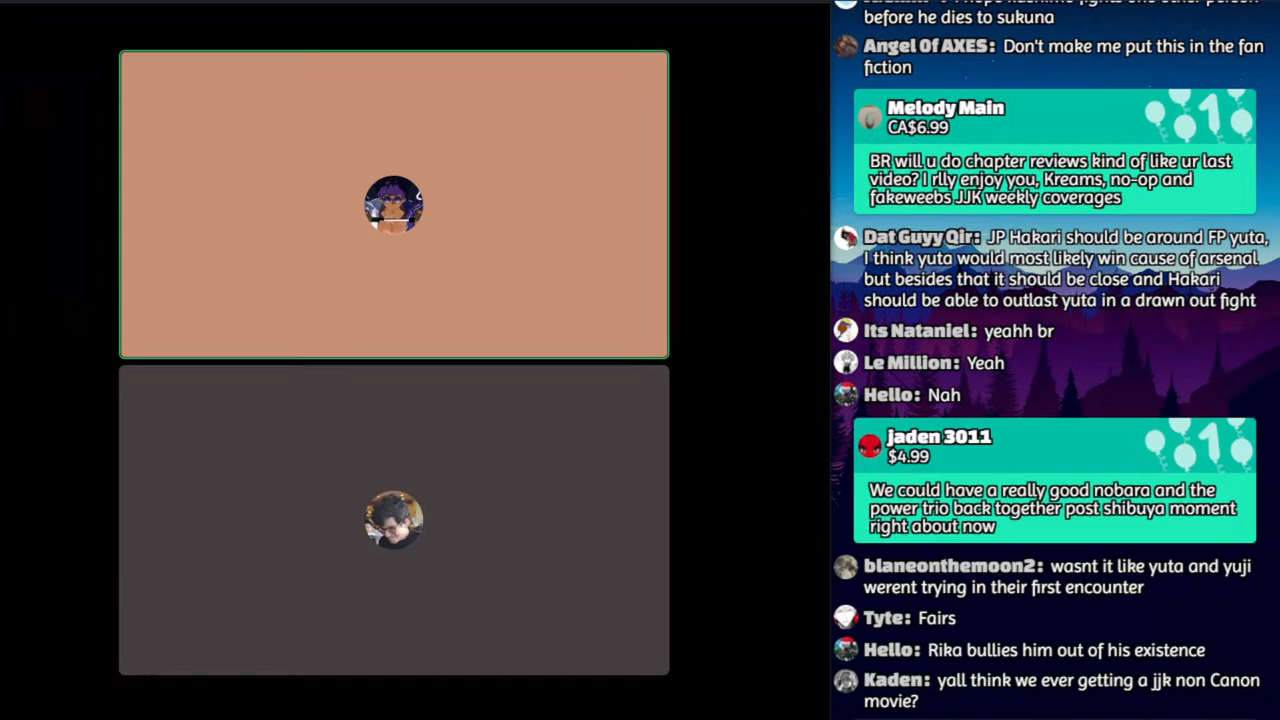 before he dies to sukuna
Angel Of AXES: Don't make me put this in the fan
fiction
Melody Main
CA$6.99
BR will u do chapter reviews kind of like ur last
video? I rlly enjoy you, Kreams, no-op and
fakeweebs JJK weekly coverages
Dat Guyy Qir: JP Hakari should be around FP yuta,
I think yuta would most likely win cause of arsenal
but besides that it should be close and Hakari
should be able to outlast yuta in a drawn out fight
Its Nataniel: yeahh br
Le Million: Yeah
Hello: Nah
jaden 3011
$4.99
We could have a really good nobara and the
power trio back together post shibuya moment
right about now
blaneonthemoon2: wasnt it like yuta and yuji
werent trying in their first encounter
Tyte: Fairs
Hello: Rika bullies him out of his existence
Kaden: yall think we ever getting a jjk non Canon
movie?